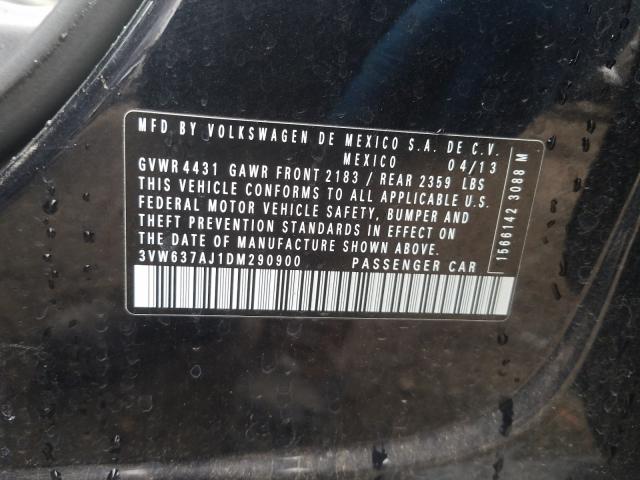 MFD BY VOLKSWAGEN DE MEXICO S.A. DE C.V.
MEXICO 04/13
GVWR 4431 GAWR FRONT 2183 / REAR 2359 LBS
THIS VEHICLE CONFORMS TO ALL APPLICABLE U.S.
FEDERAL MOTOR VEHICLE SAFETY, BUMPER AND
THEFT PREVENTION STANDARDS IN EFFECT ON
THE DATE OF MANUFACTURE SHOWN ABOVE.
3VW637AJ1DM290900 PASSENGER CAR
1566142 3088 M